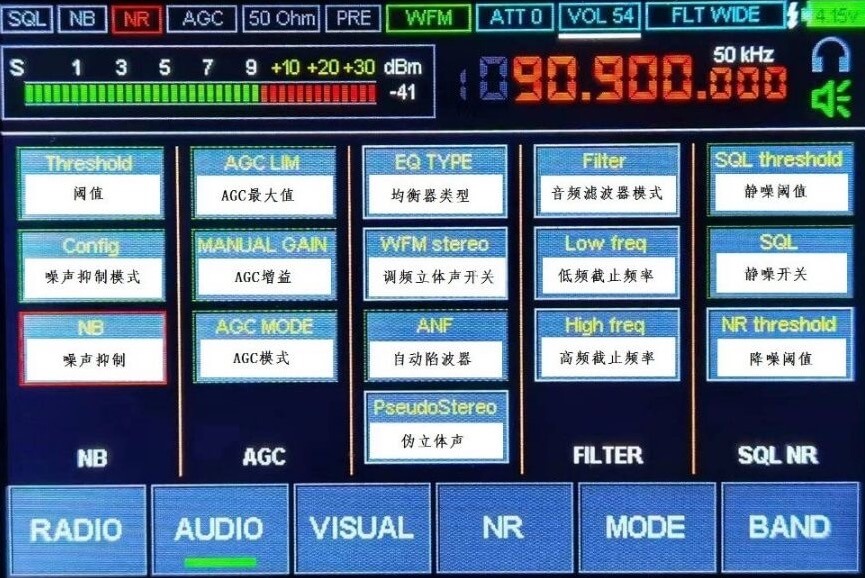 SQL NB NR AGC 50 Ohm PRE WFM ATT 0 VOL 54 FLT WIDE 4.15v
S 1 3 5 7 9 +10 +20 +30 dBm
-41
50 kHz
90.900.000
Threshold
阈值
Config
噪声抑制模式
NB
噪声抑制
NB
AGC LIM
AGC最大值
MANUAL GAIN
AGC增益
AGC MODE
AGC模式
AGC
EQ TYPE
均衡器类型
WFM stereo
调频立体声开关
ANF
自动陷波器
PseudoStereo
伪立体声
Filter
音频滤波器模式
Low freq
低频截止频率
High freq
高频截止频率
FILTER
SQL threshold
静噪阈值
SQL
静噪开关
NR threshold
降噪阈值
SQL NR
RADIO AUDIO VISUAL NR MODE BAND